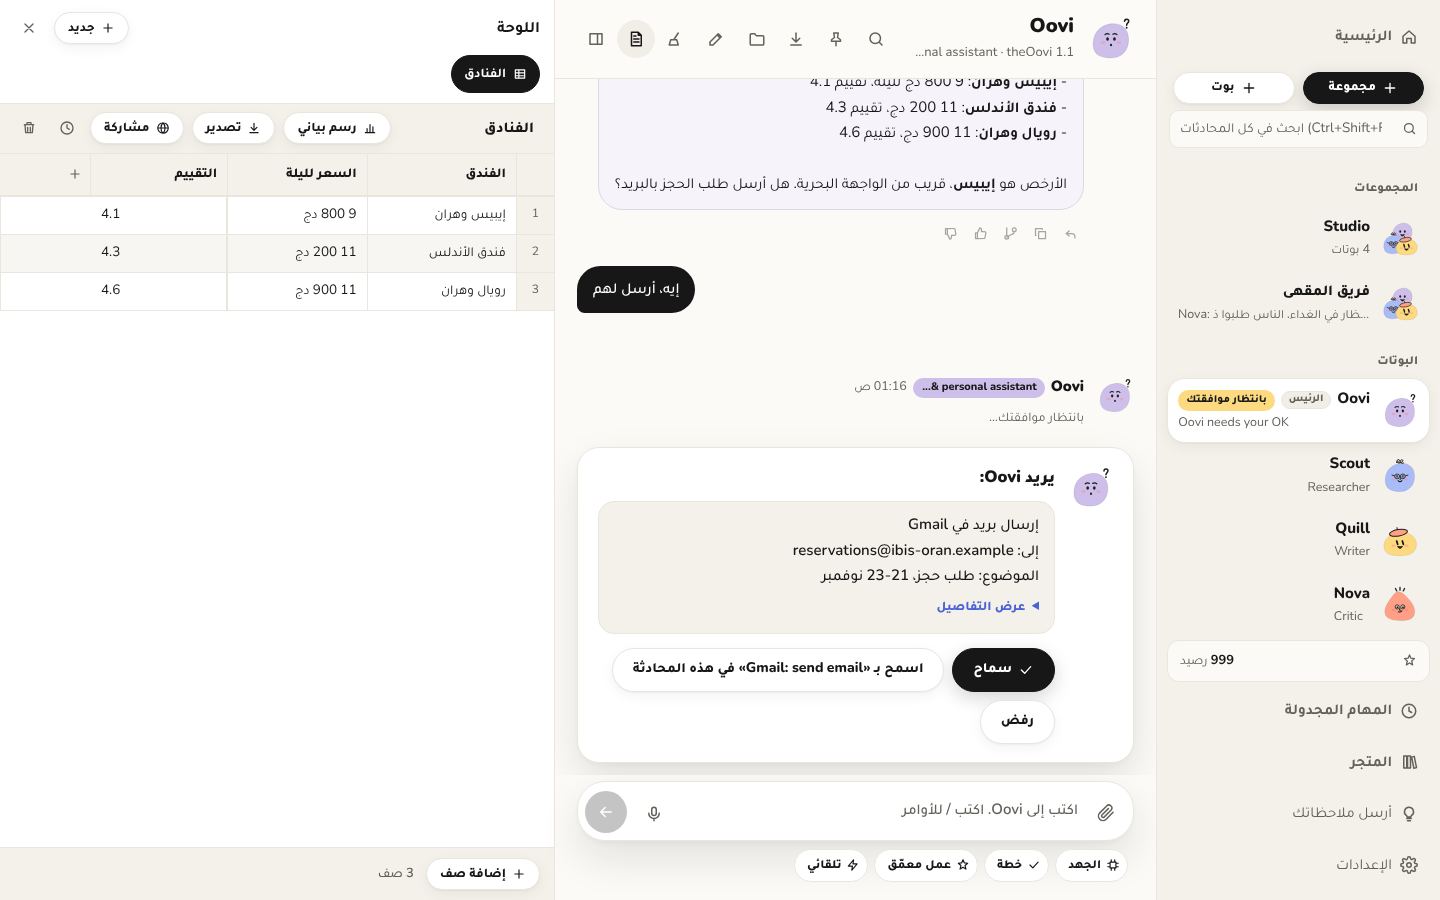 الرئيسية
+ مجموعة
+ بوت
ابحث في كل المحادثات (Ctrl+Shift+F
المجموعات
Studio
4 بوتات
فريق المقهى
Nova: ظار في الغداء. الناس طلبوا ذ...
البوتات
Oovi الرئيس بانتظار موافقتك
Oovi needs your OK
Scout
Researcher
Quill
Writer
Nova
Critic
999 رصيد
المهام المجدولة
المتجر
أرسل ملاحظاتك
الإعدادات
Oovi
...nal assistant · theOovi 1.1
- إيبيس وهران: 9 800 دج لليلة، تقييم 4.1
- فندق الأندلس: 11 200 دج، تقييم 4.3
- رويال وهران: 11 900 دج، تقييم 4.6
الأرخص هو إيبيس، قريب من الواجهة البحرية. هل أرسل طلب الحجز بالبريد؟
إيه، أرسل لهم
Oovi & personal assistant... 01:16 ص
بانتظار موافقتك...
يريد Oovi:
إرسال بريد في Gmail
إلى: reservations@ibis-oran.example
الموضوع: طلب حجز، 21-23 نوفمبر
عرض التفاصيل
سماح
اسمح بـ «Gmail: send email» في هذه المحادثة
رفض
اكتب إلى Oovi. اكتب / للأوامر
الجهد
خطة
عمل معمّق
تلقائي
اللوحة
+ جديد
الفنادق
الفنادق
رسم بياني
تصدير
مشاركة
الفندق السعر لليلة التقييم +
1 إيبيس وهران 9 800 دج 4.1
2 فندق الأندلس 11 200 دج 4.3
3 رويال وهران 11 900 دج 4.6
+ إضافة صف
3 صف